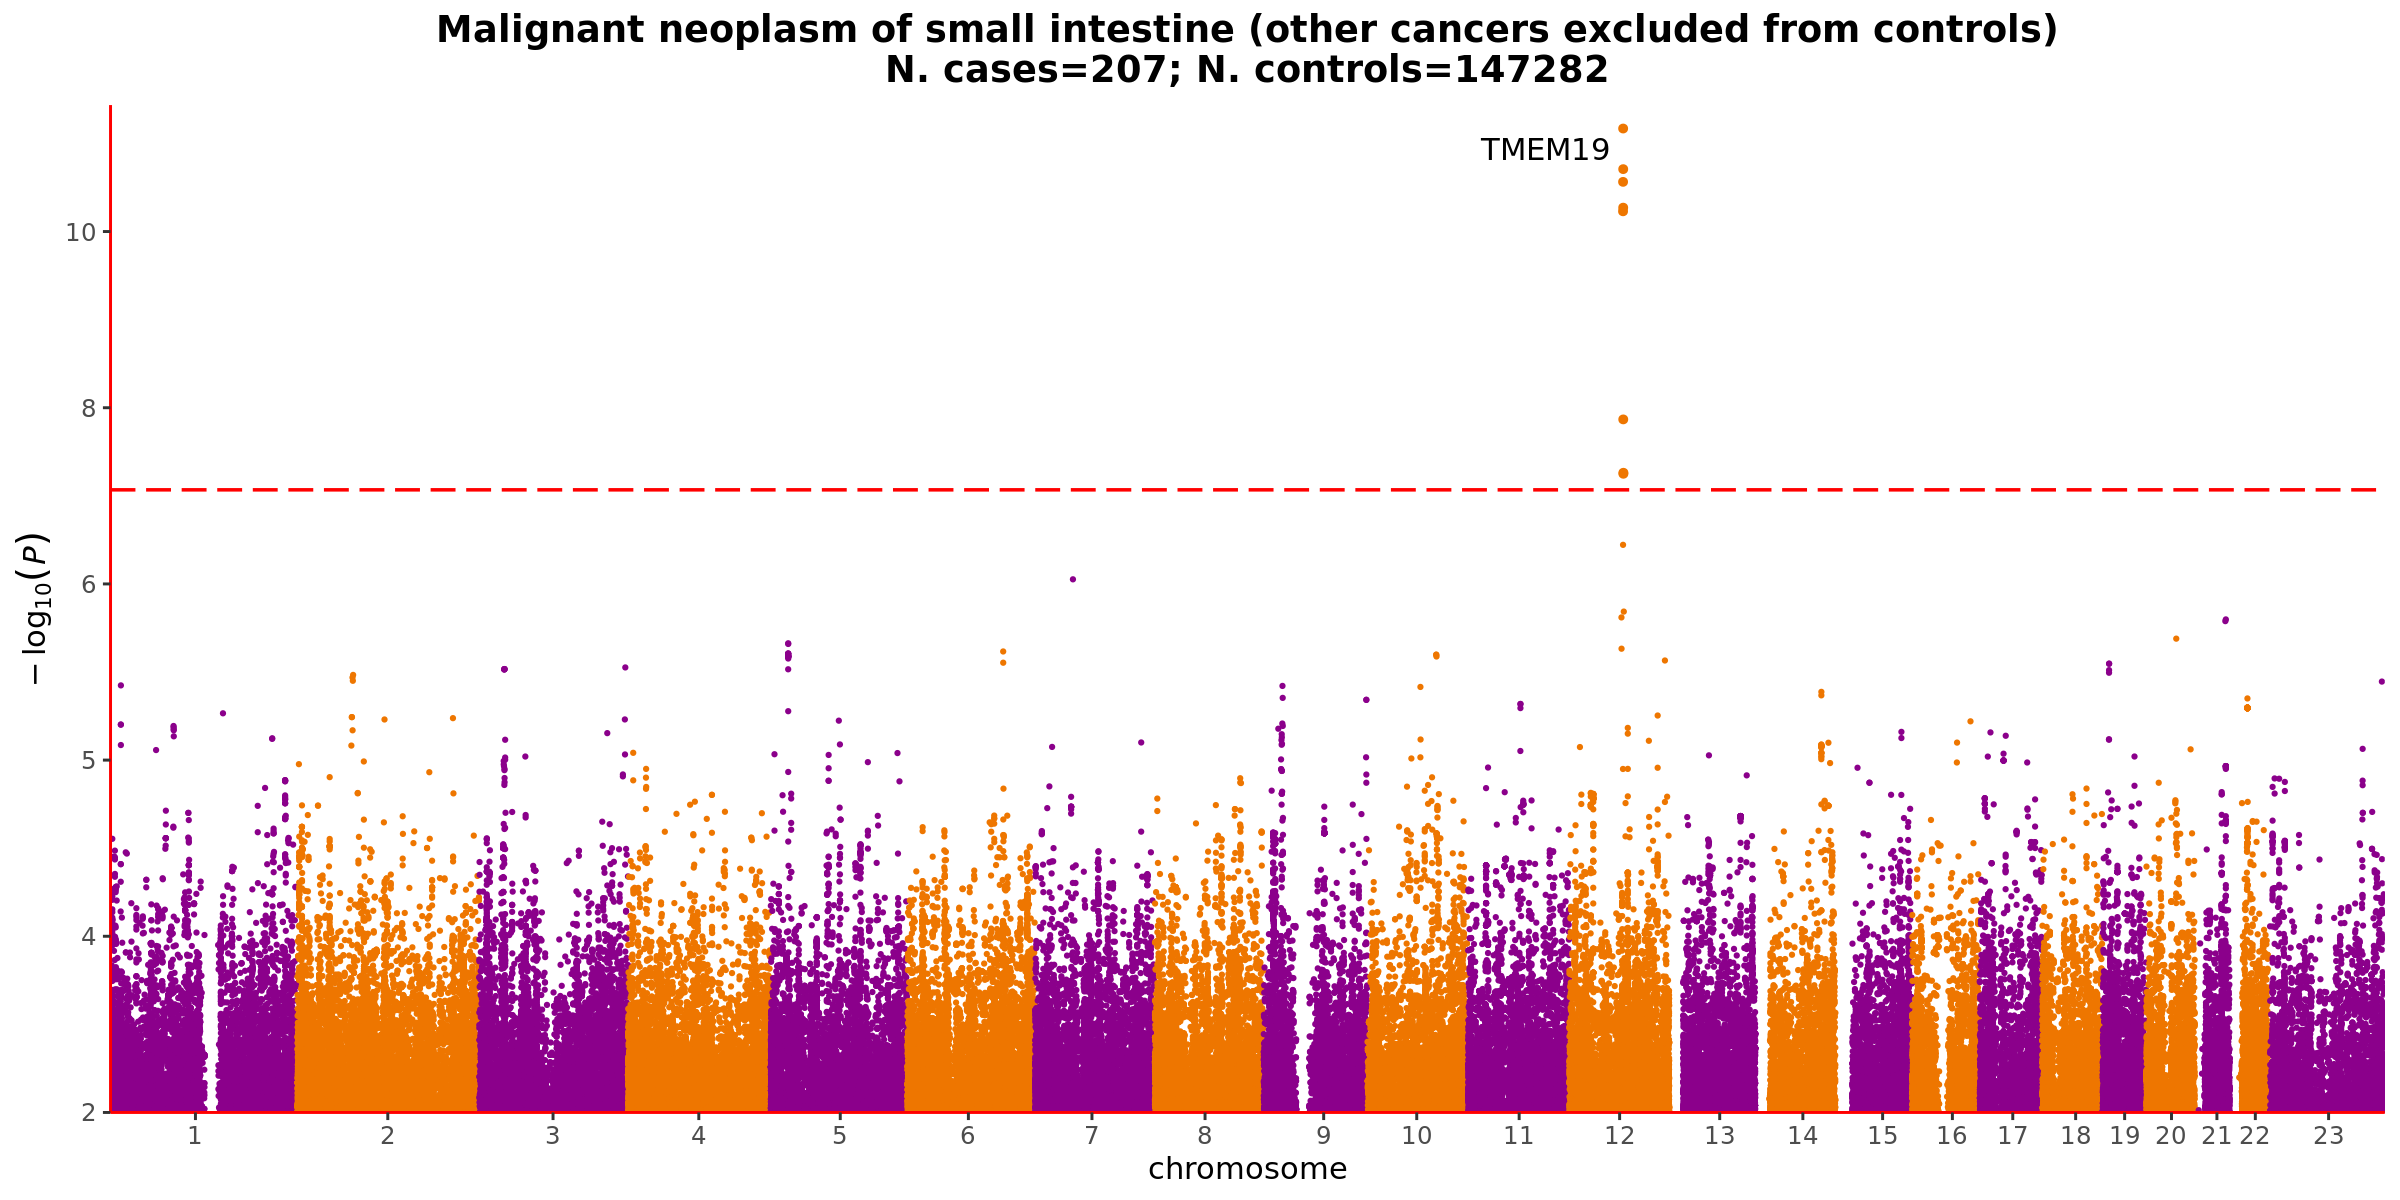 Malignant neoplasm of small intestine (other cancers excluded from controls)
N. cases=207; N. controls=147282
TMEM19
10
8
6
5
4
2
−log10(P)
1 2 3 4 5 6 7 8 9 10 11 12 13 14 15 16 17 18 19 20 21 22 23
chromosome